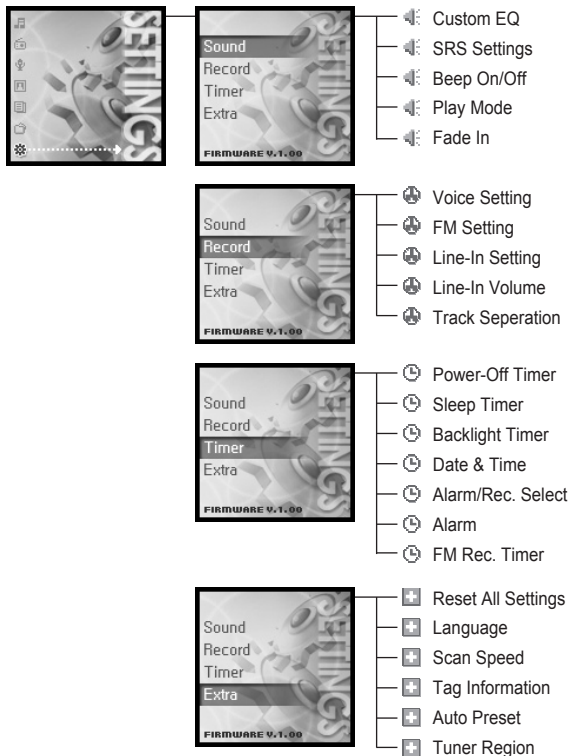 SETTINGS
SETTINGS
Sound
Record
Timer
Extra
FIRMWARE V.1.00
Custom EQ
SRS Settings
Beep On/Off
Play Mode
Fade In
SETTINGS
Sound
Record
Timer
Extra
FIRMWARE V.1.00
Voice Setting
FM Setting
Line-In Setting
Line-In Volume
Track Seperation
SETTINGS
Sound
Record
Timer
Extra
FIRMWARE V.1.00
Power-Off Timer
Sleep Timer
Backlight Timer
Date & Time
Alarm/Rec. Select
Alarm
FM Rec. Timer
SETTINGS
Sound
Record
Timer
Extra
FIRMWARE V.1.00
Reset All Settings
Language
Scan Speed
Tag Information
Auto Preset
Tuner Region